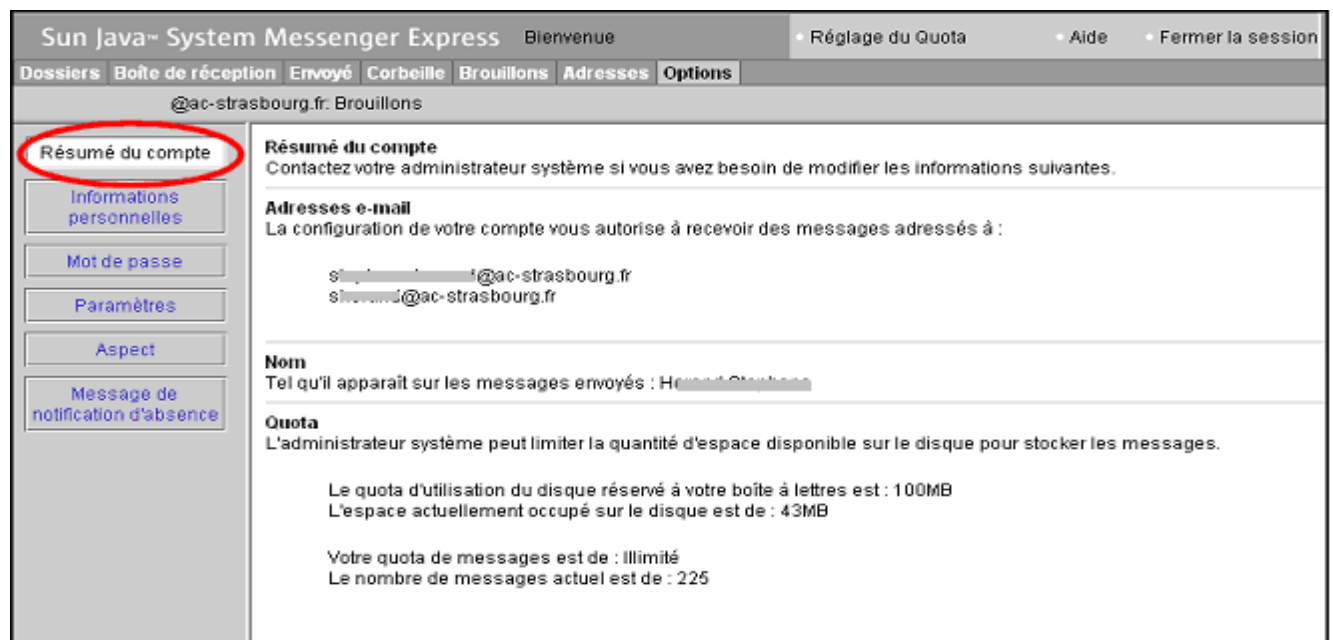 Sun Java™ System Messenger Express Bienvenue Réglage du Quota Aide Fermer la session
Dossiers Boîte de réception Envoyé Corbeille Brouillons Adresses Options
@ac-strasbourg.fr: Brouillons
Résumé du compte
Informations
personnelles
Mot de passe
Paramètres
Aspect
Message de
notification d'absence
Résumé du compte
Contactez votre administrateur système si vous avez besoin de modifier les informations suivantes.
Adresses e-mail
La configuration de votre compte vous autorise à recevoir des messages adressés à :
@ac-strasbourg.fr
@ac-strasbourg.fr
Nom
Tel qu'il apparaît sur les messages envoyés :
Quota
L'administrateur système peut limiter la quantité d'espace disponible sur le disque pour stocker les messages.
Le quota d'utilisation du disque réservé à votre boîte à lettres est : 100MB
L'espace actuellement occupé sur le disque est de : 43MB
Votre quota de messages est de : Illimité
Le nombre de messages actuel est de : 225